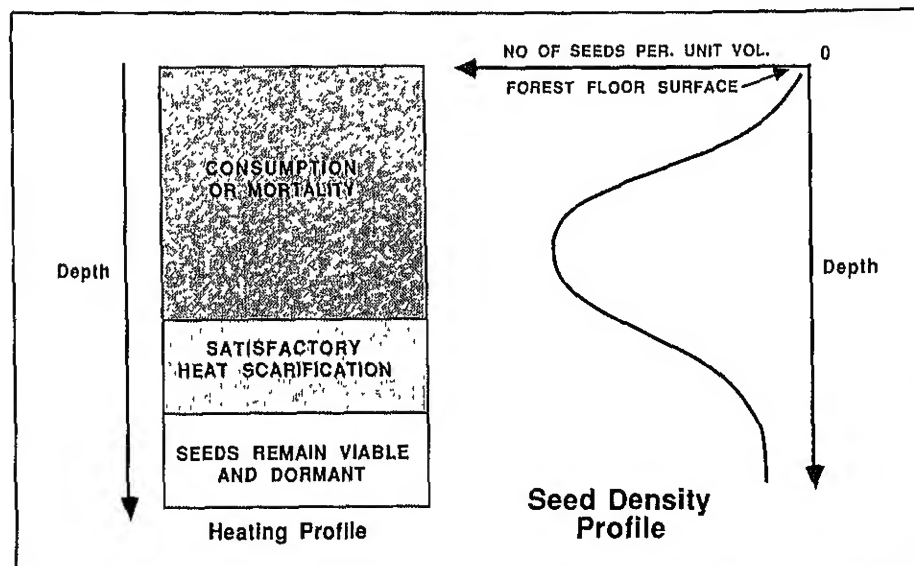 NO OF SEEDS PER. UNIT VOL.
0
FOREST FLOOR SURFACE
CONSUMPTION
OR MORTALITY
Depth
Depth
SATISFACTORY
HEAT SCARIFICATION
SEEDS REMAIN VIABLE
AND DORMANT
Heating Profile
Seed Density
Profile